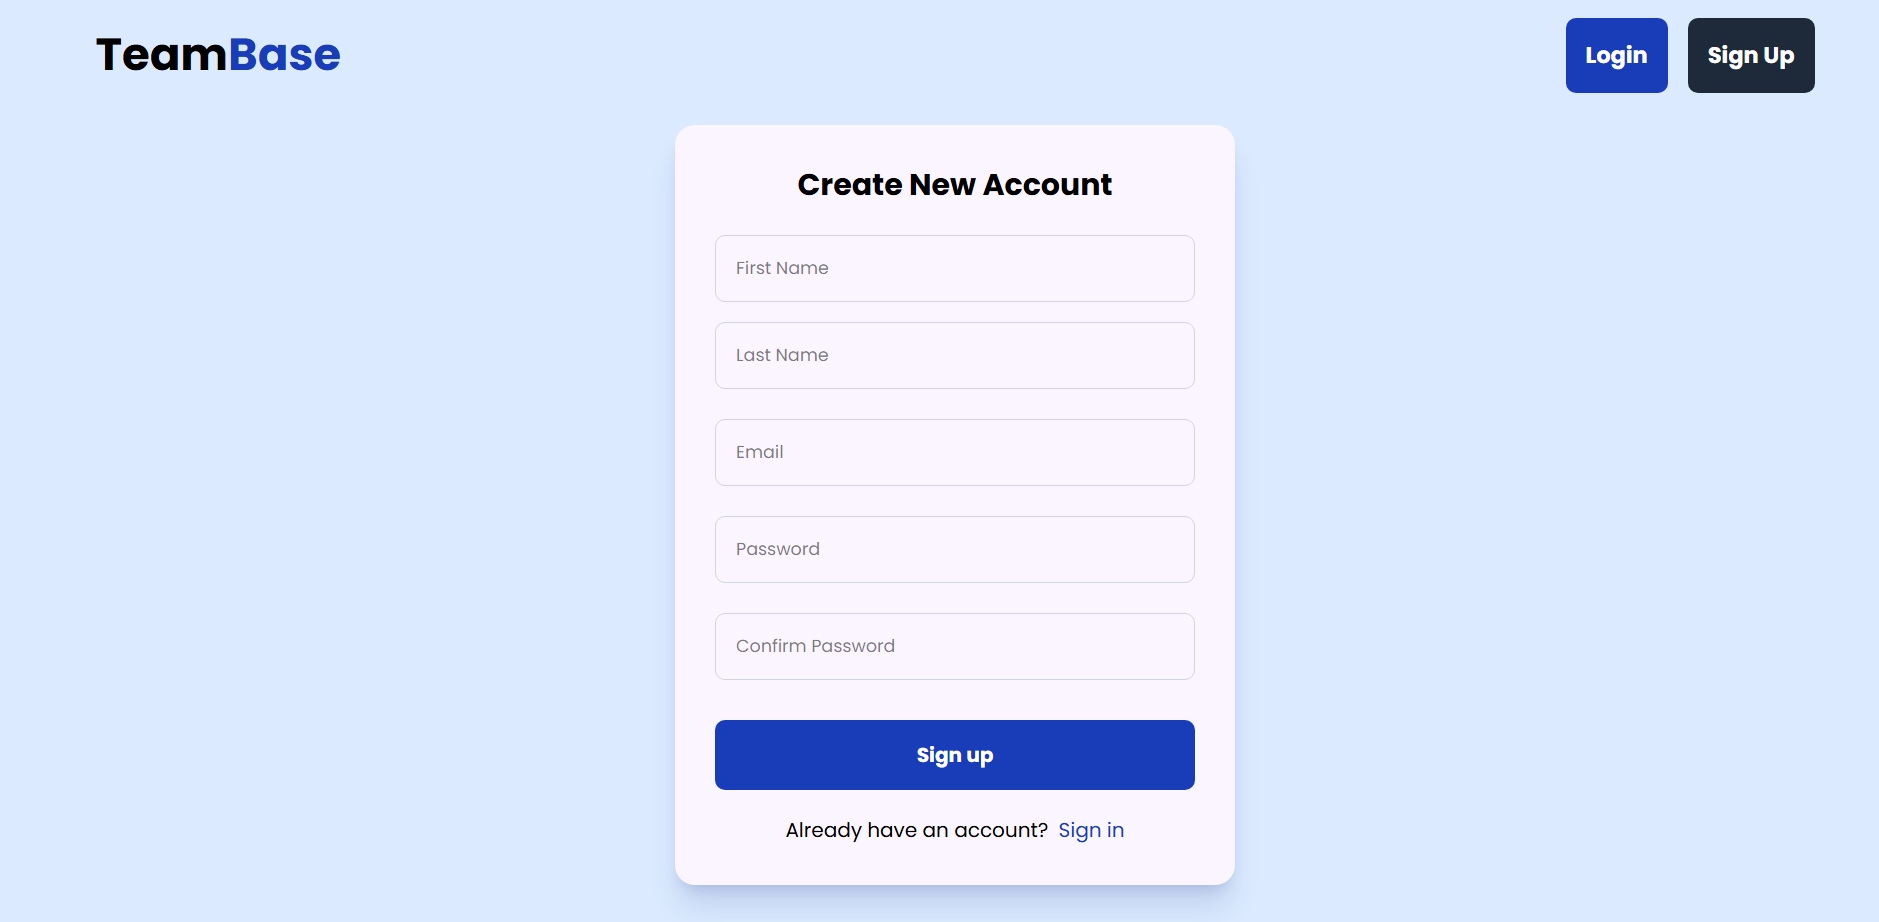 TeamBase
Login
Sign Up
Create New Account
First Name
Last Name
Email
Password
Confirm Password
Sign up
Already have an account? Sign in